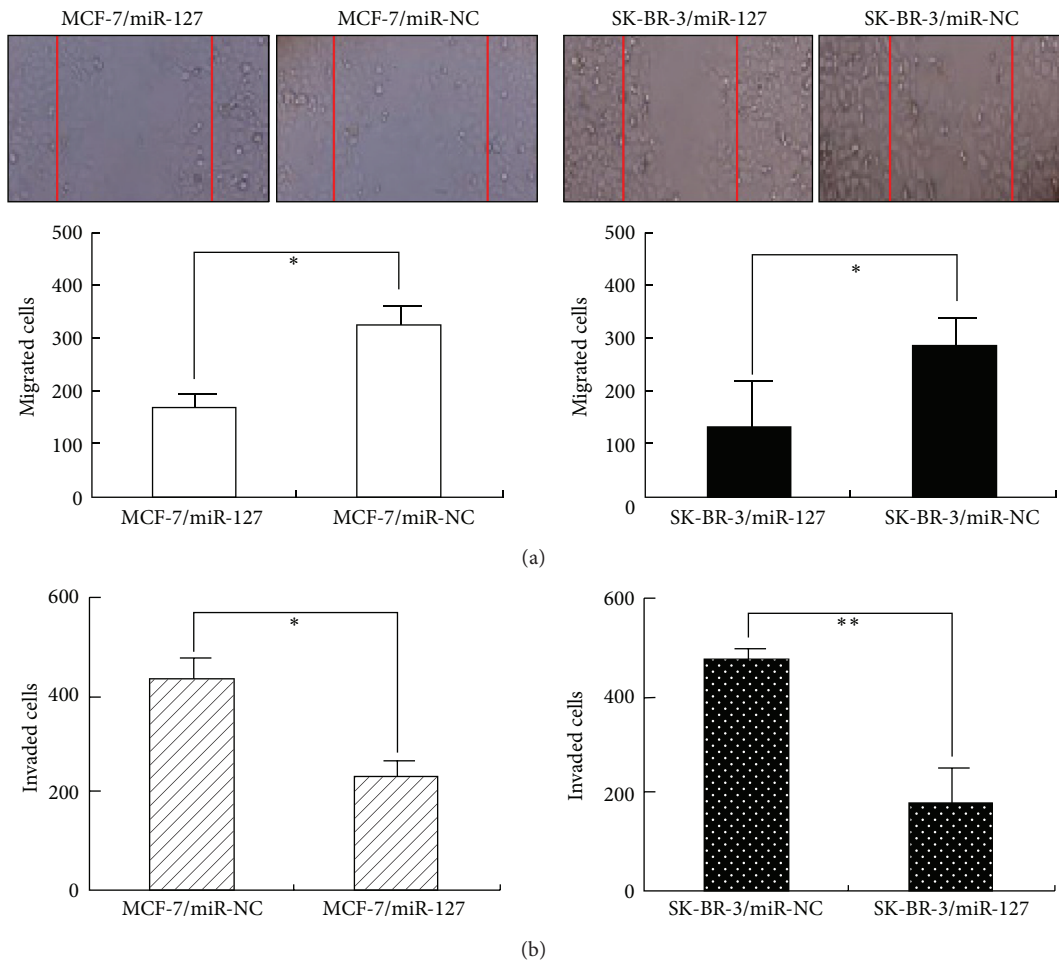 MCF-7/miR-127
MCF-7/miR-NC
SK-BR-3/miR-127
SK-BR-3/miR-NC
500
400
300
200
100
0
Migrated cells
*
MCF-7/miR-127
MCF-7/miR-NC
500
400
300
200
100
0
Migrated cells
*
SK-BR-3/miR-127
SK-BR-3/miR-NC
(a)
600
400
200
0
Invaded cells
*
MCF-7/miR-NC
MCF-7/miR-127
600
400
200
0
Invaded cells
**
SK-BR-3/miR-NC
SK-BR-3/miR-127
(b)